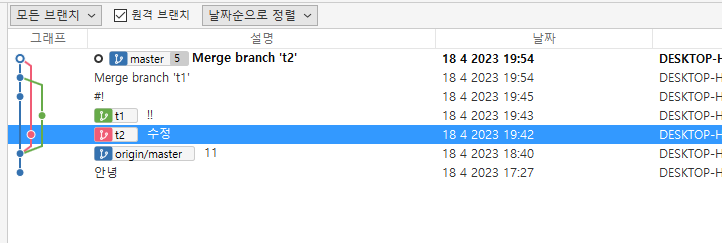 모든 브랜치 원격 브랜치 날짜순으로 정렬
그래프 설명 날짜
master 5 Merge branch 't2' 18 4 2023 19:54 DESKTOP-H
Merge branch 't1' 18 4 2023 19:54 DESKTOP-H
#! 18 4 2023 19:45 DESKTOP-H
t1 !! 18 4 2023 19:43 DESKTOP-H
t2 수정 18 4 2023 19:42 DESKTOP-H
origin/master 11 18 4 2023 18:40 DESKTOP-H
안녕 18 4 2023 17:27 DESKTOP-H